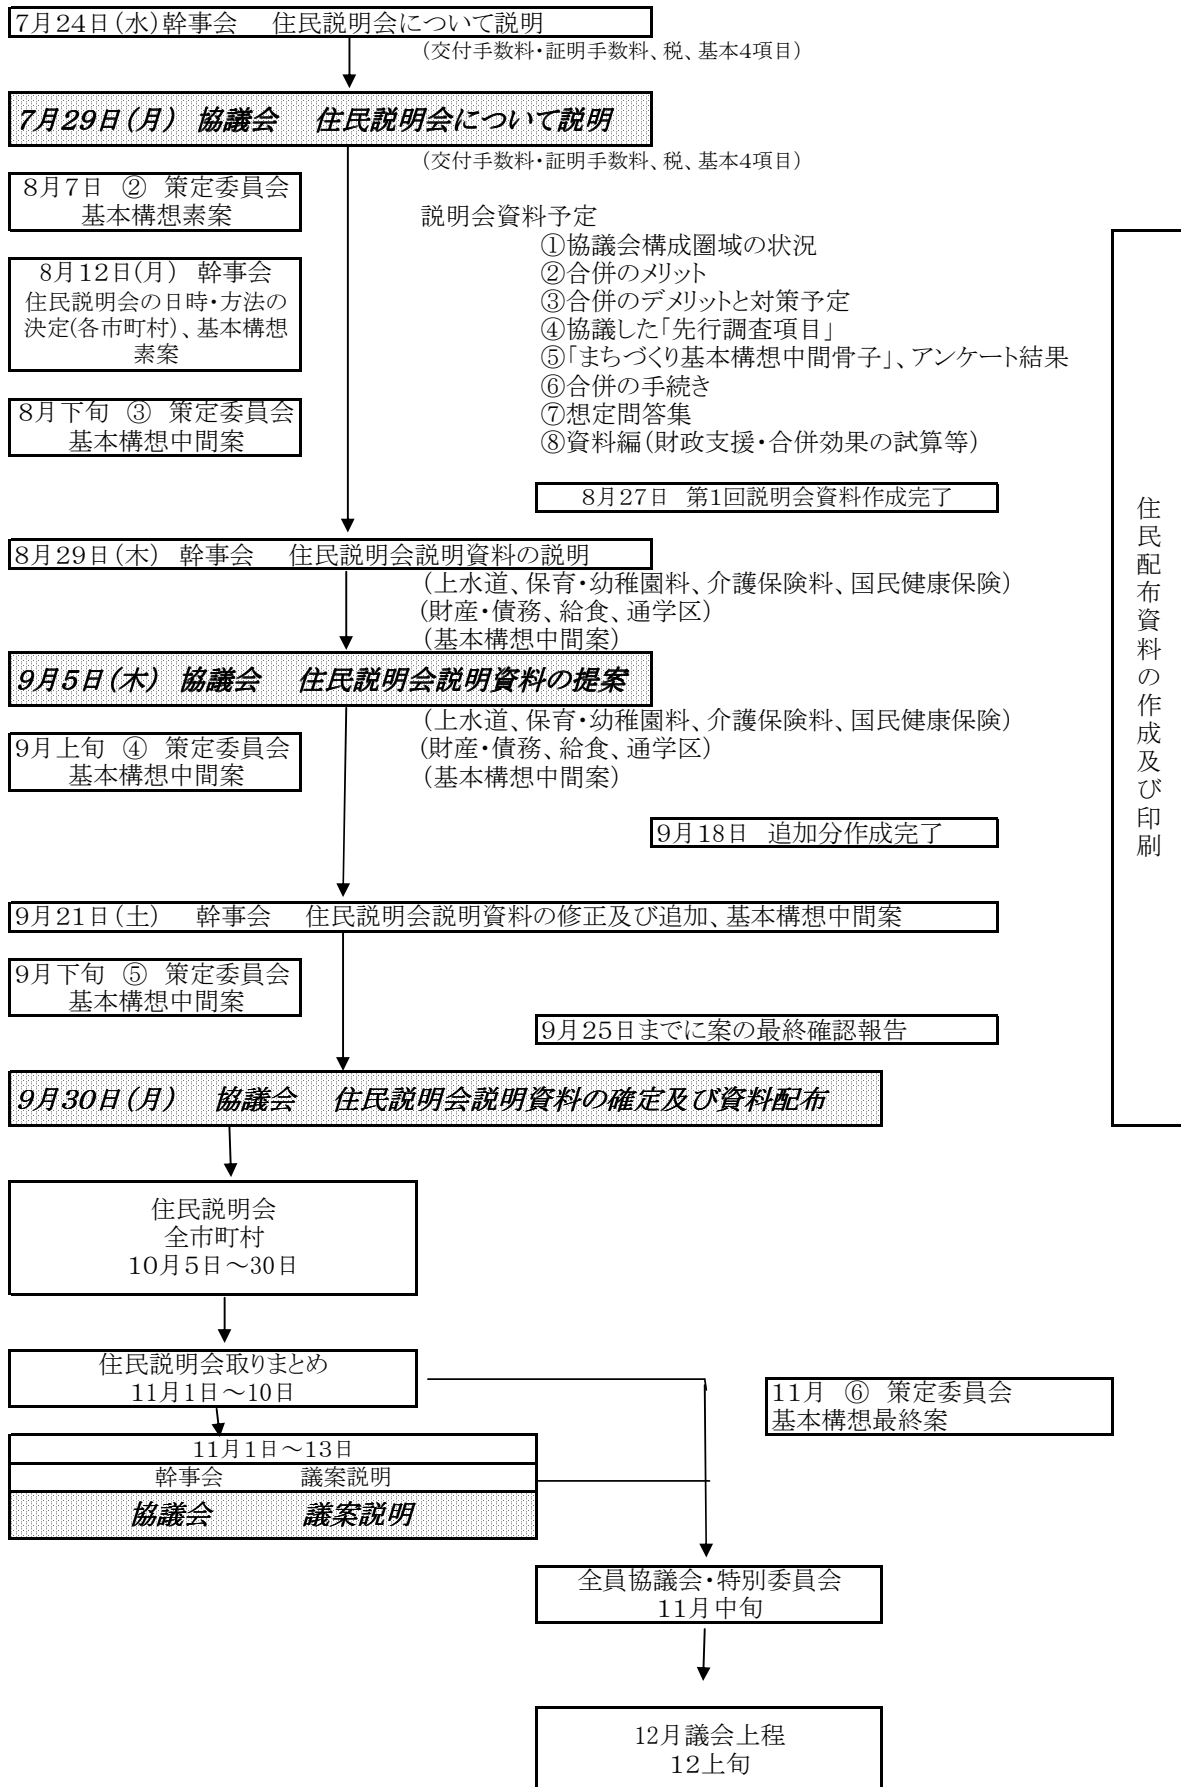 7月24日(水)幹事会　住民説明会について説明
（交付手数料・証明手数料、税、基本4項目）
7月29日(月)　協議会　住民説明会について説明
（交付手数料・証明手数料、税、基本4項目）
8月7日　②　策定委員会
基本構想素案
説明会資料予定
①協議会構成圏域の状況
②合併のメリット
③合併のデメリットと対策予定
④協議した「先行調査項目」
⑤「まちづくり基本構想中間骨子」、アンケート結果
⑥合併の手続き
⑦想定問答集
⑧資料編（財政支援・合併効果の試算等）
8月12日(月)　幹事会
住民説明会の日時・方法の
決定(各市町村)、基本構想
素案
8月下旬　③　策定委員会
基本構想中間案
8月27日　第1回説明会資料作成完了
住民配布資料の作成及び印刷
8月29日(木)　幹事会　住民説明会説明資料の説明
（上水道、保育・幼稚園料、介護保険料、国民健康保険）
(財産・債務、給食、通学区）
（基本構想中間案）
9月5日(木)　協議会　住民説明会説明資料の提案
（上水道、保育・幼稚園料、介護保険料、国民健康保険）
(財産・債務、給食、通学区）
（基本構想中間案）
9月上旬　④　策定委員会
基本構想中間案
9月18日　追加分作成完了
9月21日(土)　幹事会　住民説明会説明資料の修正及び追加、基本構想中間案
9月下旬　⑤　策定委員会
基本構想中間案
9月25日までに案の最終確認報告
9月30日(月)　協議会　住民説明会説明資料の確定及び資料配布
住民説明会
全市町村
10月5日～30日
住民説明会取りまとめ
11月1日～10日
11月　⑥　策定委員会
基本構想最終案
11月1日～13日
幹事会　議案説明
協議会　議案説明
全員協議会・特別委員会
11月中旬
12月議会上程
12上旬